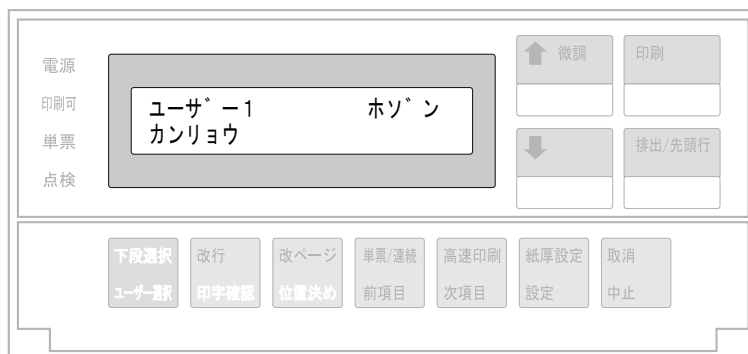 電源
印刷可
単票
点検
ユーザ゛ー1 ホソ゛ン
カンリョウ
微調
印刷
排出/先頭行
下段選択
改行
改ページ
単票/連続
高速印刷
紙厚設定
取消
ユーザー選択
印字確認
位置決め
前項目
次項目
設定
中止